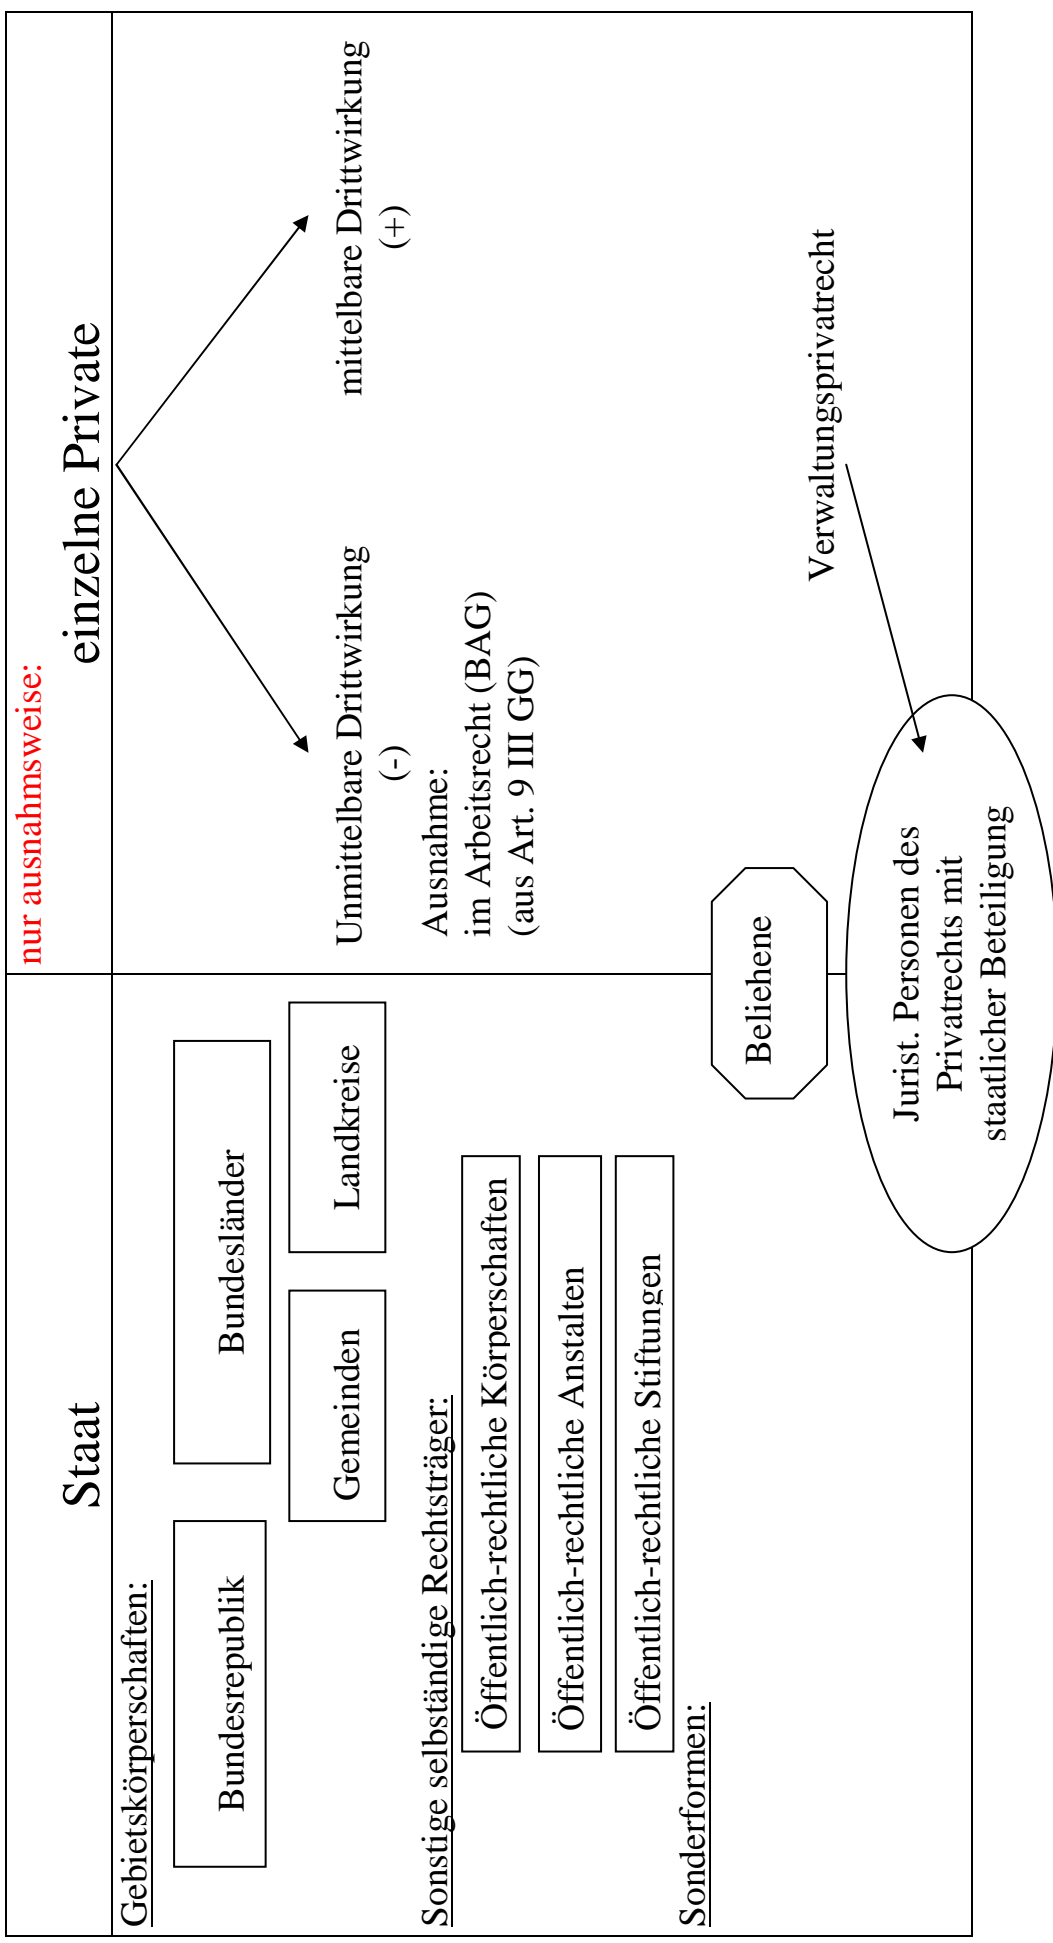 nur ausnahmsweise:
Staat
einzelne Private
Gebietskörperschaften:
Bundesrepublik
Bundesländer
Gemeinden
Landkreise
Sonstige selbständige Rechtsträger:
Öffentlich-rechtliche Körperschaften
Öffentlich-rechtliche Anstalten
Öffentlich-rechtliche Stiftungen
Sonderformen:
Unmittelbare Drittwirkung
(-)
Ausnahme:
im Arbeitsrecht (BAG)
(aus Art. 9 III GG)
mittelbare Drittwirkung
(+)
Beliehene
Verwaltungsprivatrecht
Jurist. Personen des
Privatrechts mit
staatlicher Beteiligung